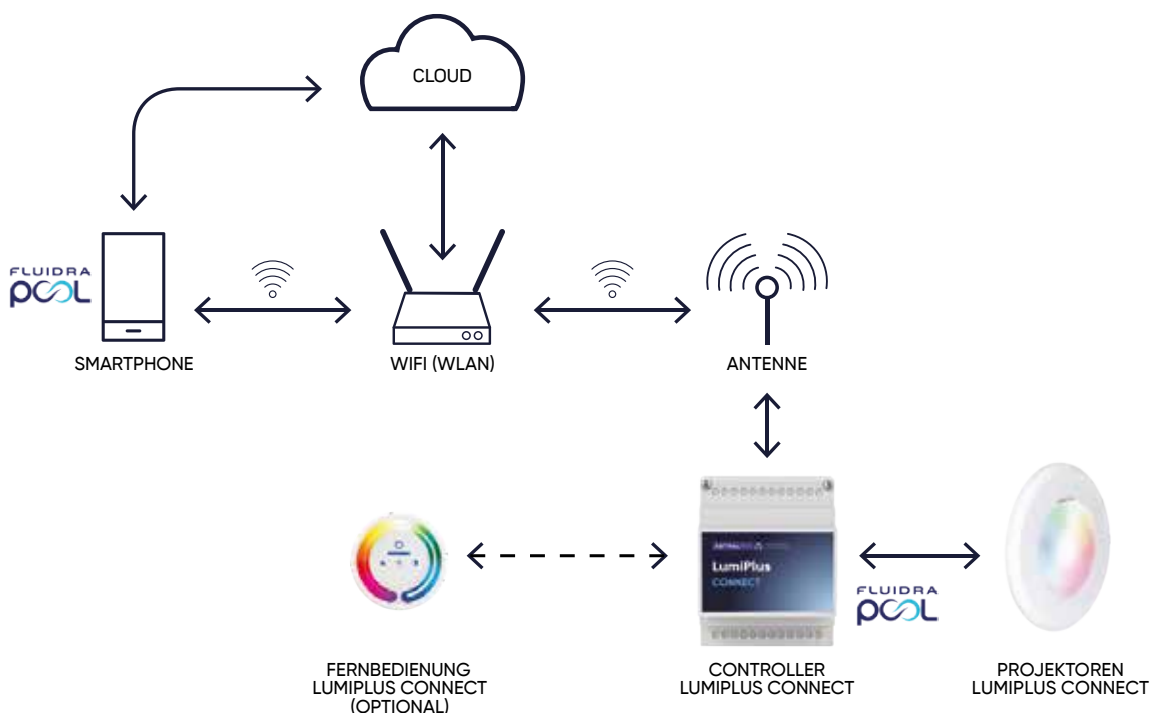 CLOUD
FLUIDRA
POOL
SMARTPHONE
WIFI (WLAN)
ANTENNE
LumiPlus
CONNECT
FLUIDRA
POOL
FERNBEDIENUNG
LUMIPLUS CONNECT
(OPTIONAL)
CONTROLLER
LUMIPLUS CONNECT
PROJEKTOREN
LUMIPLUS CONNECT